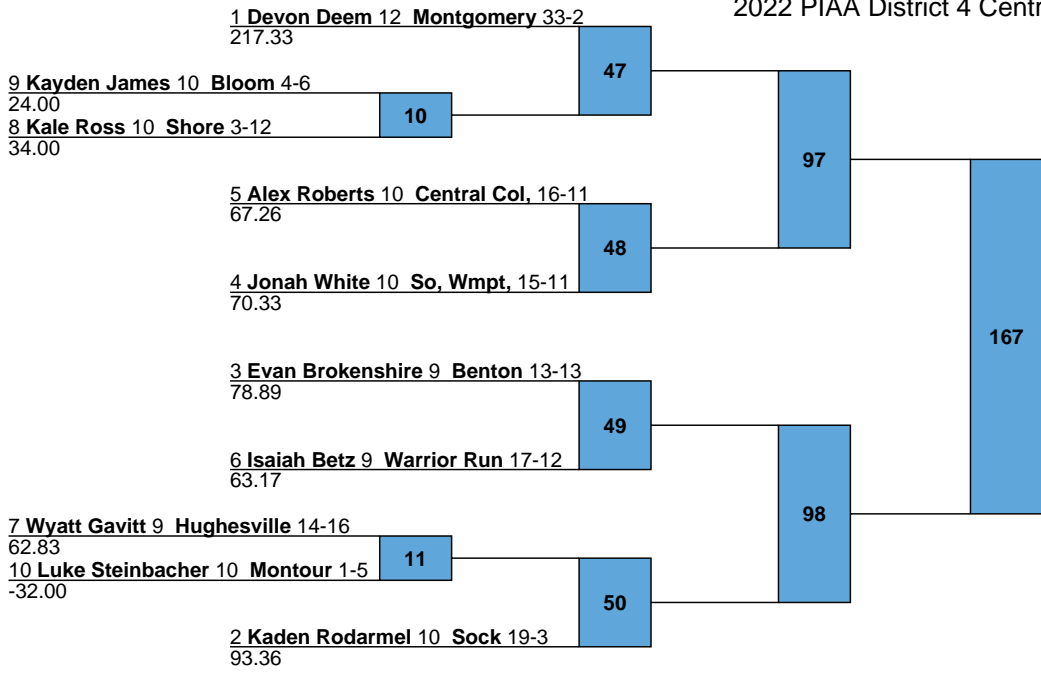 2022 PIAA District 4 Centr
1 Devon Deem 12 Montgomery 33-2
217.33
47
9 Kayden James 10 Bloom 4-6
24.00
10
8 Kale Ross 10 Shore 3-12
34.00
97
5 Alex Roberts 10 Central Col, 16-11
67.26
48
4 Jonah White 10 So, Wmpt, 15-11
70.33
167
3 Evan Brokenshire 9 Benton 13-13
78.89
49
6 Isaiah Betz 9 Warrior Run 17-12
63.17
98
7 Wyatt Gavitt 9 Hughesville 14-16
62.83
11
10 Luke Steinbacher 10 Montour 1-5
-32.00
50
2 Kaden Rodarmel 10 Sock 19-3
93.36